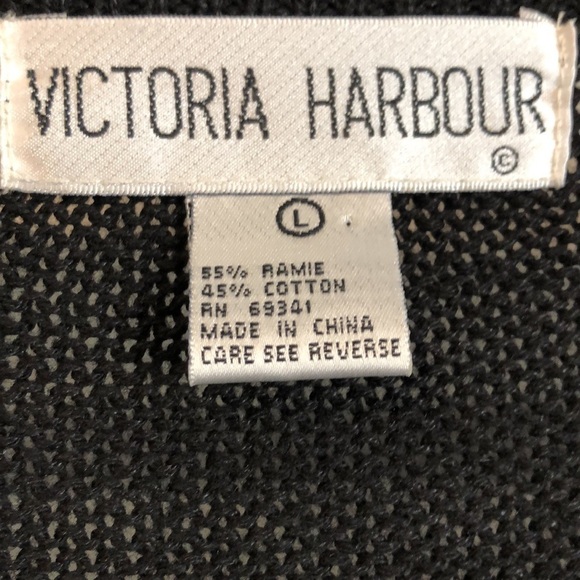 VICTORIA HARBOUR
©
L
55% RAMIE
45% COTTON
RN 69341
MADE IN CHINA
CARE SEE REVERSE